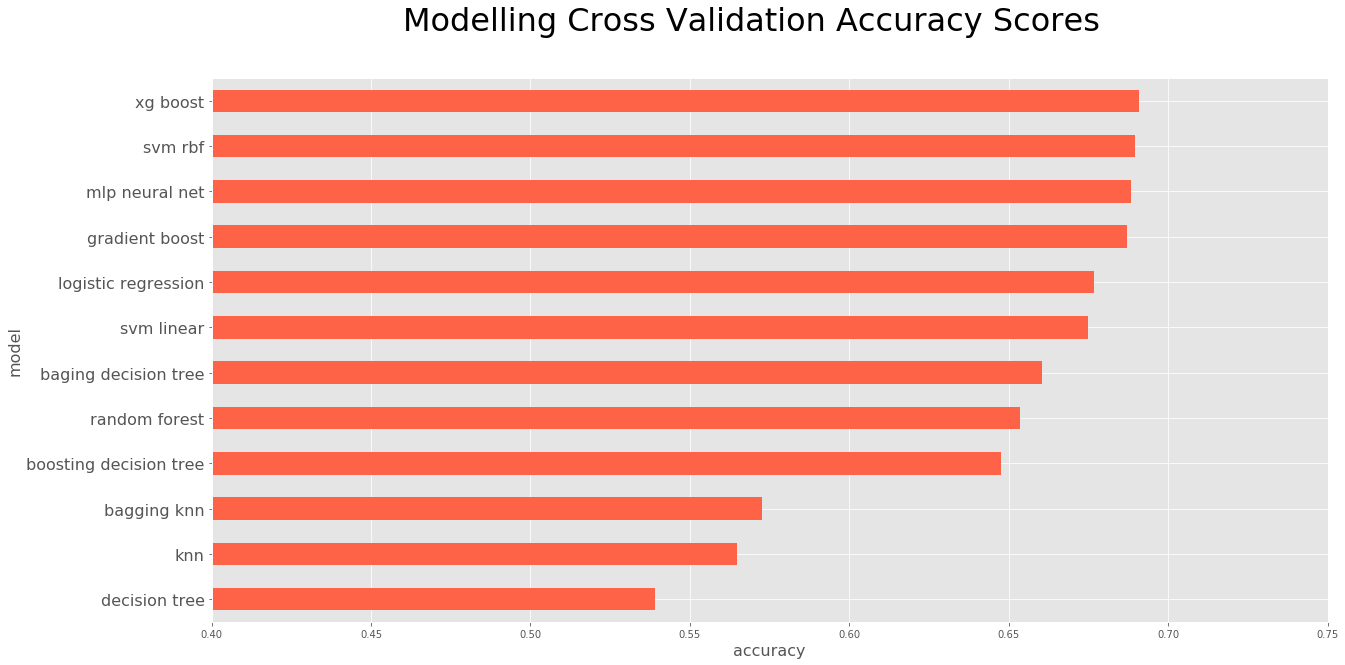 Modelling Cross Validation Accuracy Scores
xg boost
svm rbf
mlp neural net
gradient boost
logistic regression
svm linear
model
baging decision tree
random forest
boosting decision tree
bagging knn
knn
decision tree
0.40 0.45 0.50 0.55 0.60 0.65 0.70 0.75
accuracy